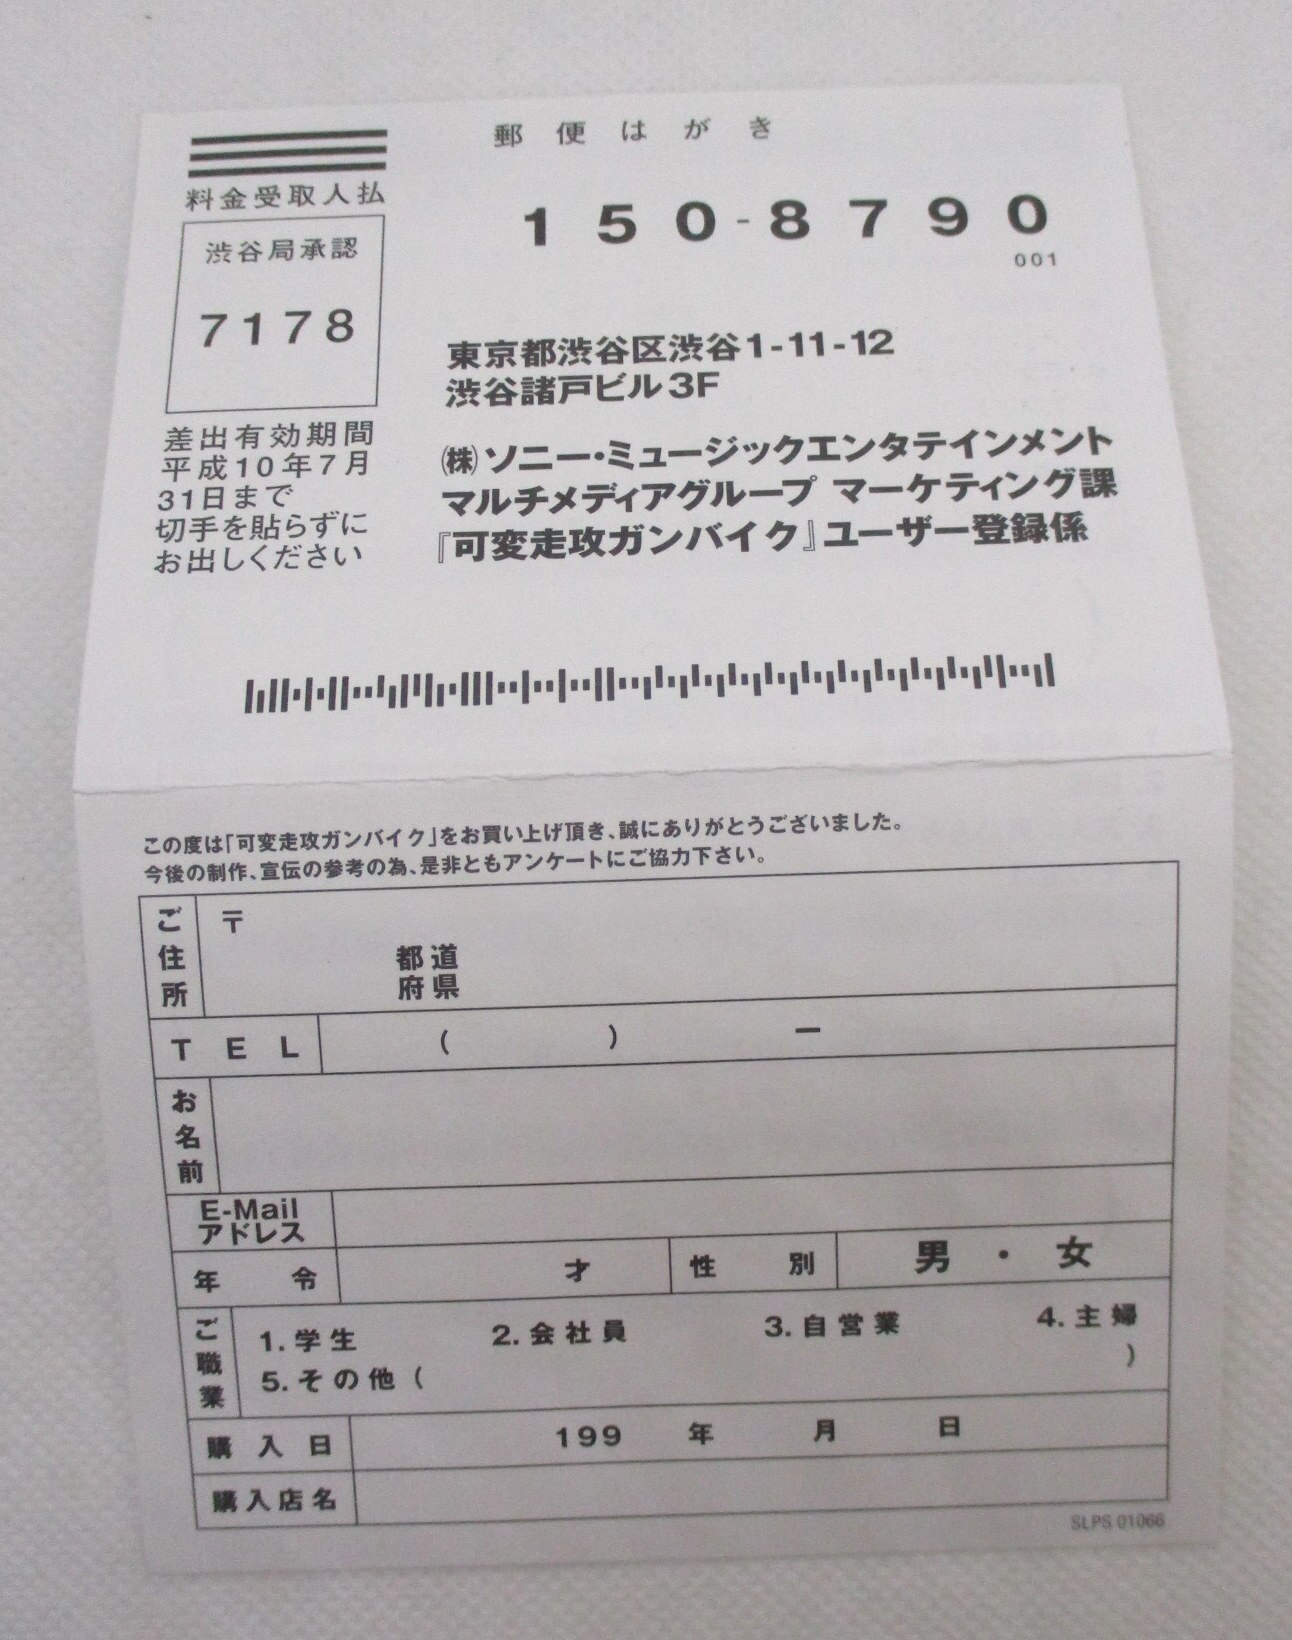 郵便はがき
料金受取人払
渋谷局承認
7178
差出有効期間
平成10年7月
31日まで
切手を貼らずに
お出しください
150-8790
001
東京都渋谷区渋谷1-11-12
渋谷諸戸ビル3F
㈱ソニー・ミュージックエンタテインメント
マルチメディアグループ マーケティング課
『可変走攻ガンバイク』ユーザー登録係
この度は「可変走攻ガンバイク」をお買い上げ頂き、誠にありがとうございました。
今後の制作、宣伝の参考の為、是非ともアンケートにご協力下さい。
ご住所 〒
都道
府県
TEL ( ) ー
お名前
E-Mail
アドレス
年令 才 性別 男・女
ご職業 1.学生 2.会社員 3.自営業 4.主婦
5.その他( )
購入日 199 年 月 日
購入店名
SLPS 01066